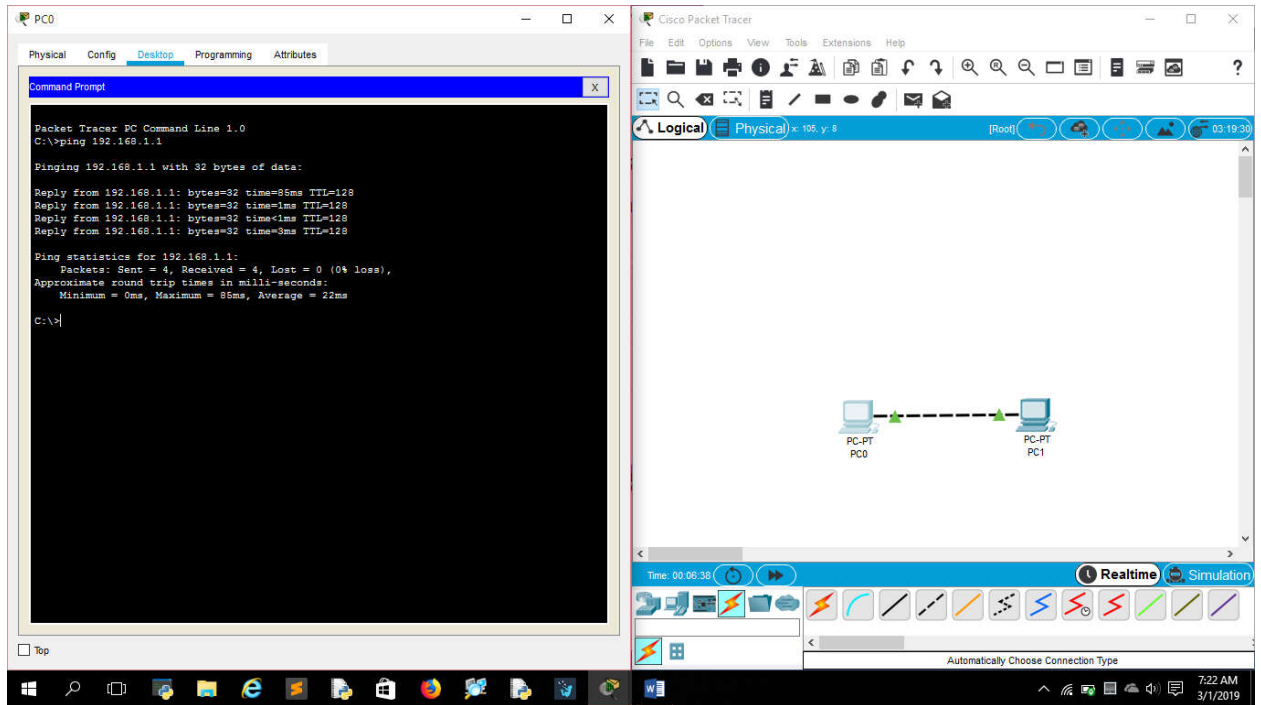 PC0
Physical Config Desktop Programming Attributes
Command Prompt
X
Packet Tracer PC Command Line 1.0
C:\>ping 192.168.1.1
Pinging 192.168.1.1 with 32 bytes of data:
Reply from 192.168.1.1: bytes=32 time=85ms TTL=128
Reply from 192.168.1.1: bytes=32 time=1ms TTL=128
Reply from 192.168.1.1: bytes=32 time<1ms TTL=128
Reply from 192.168.1.1: bytes=32 time=3ms TTL=128
Ping statistics for 192.168.1.1:
Packets: Sent = 4, Received = 4, Lost = 0 (0% loss),
Approximate round trip times in milli-seconds:
Minimum = 0ms, Maximum = 85ms, Average = 22ms
C:\>
Top
Cisco Packet Tracer
File Edit Options View Tools Extensions Help
?
Logical Physical x: 105, y: 8 [Root] 03:19:30
PC-PT
PC0
PC-PT
PC1
Time: 00:06:38 Realtime Simulation
Automatically Choose Connection Type
7:22 AM
3/1/2019